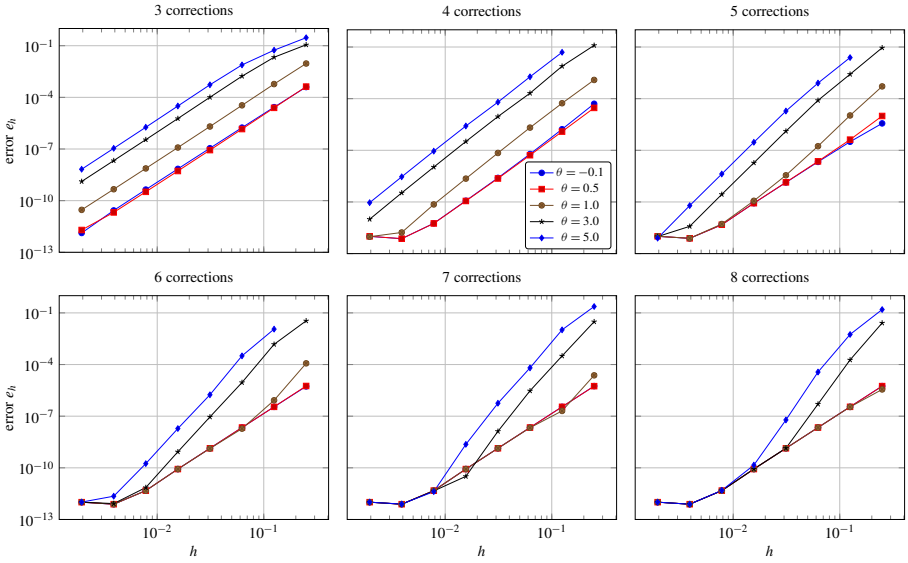 3 corrections
4 corrections
5 corrections
10⁻¹
10⁻⁴
10⁻⁷
10⁻¹⁰
10⁻¹³
error eₕ
θ = −0.1
θ = 0.5
θ = 1.0
θ = 3.0
θ = 5.0
6 corrections
7 corrections
8 corrections
10⁻¹
10⁻⁴
10⁻⁷
10⁻¹⁰
10⁻¹³
error eₕ
10⁻² 10⁻¹
10⁻² 10⁻¹
10⁻² 10⁻¹
h
h
h